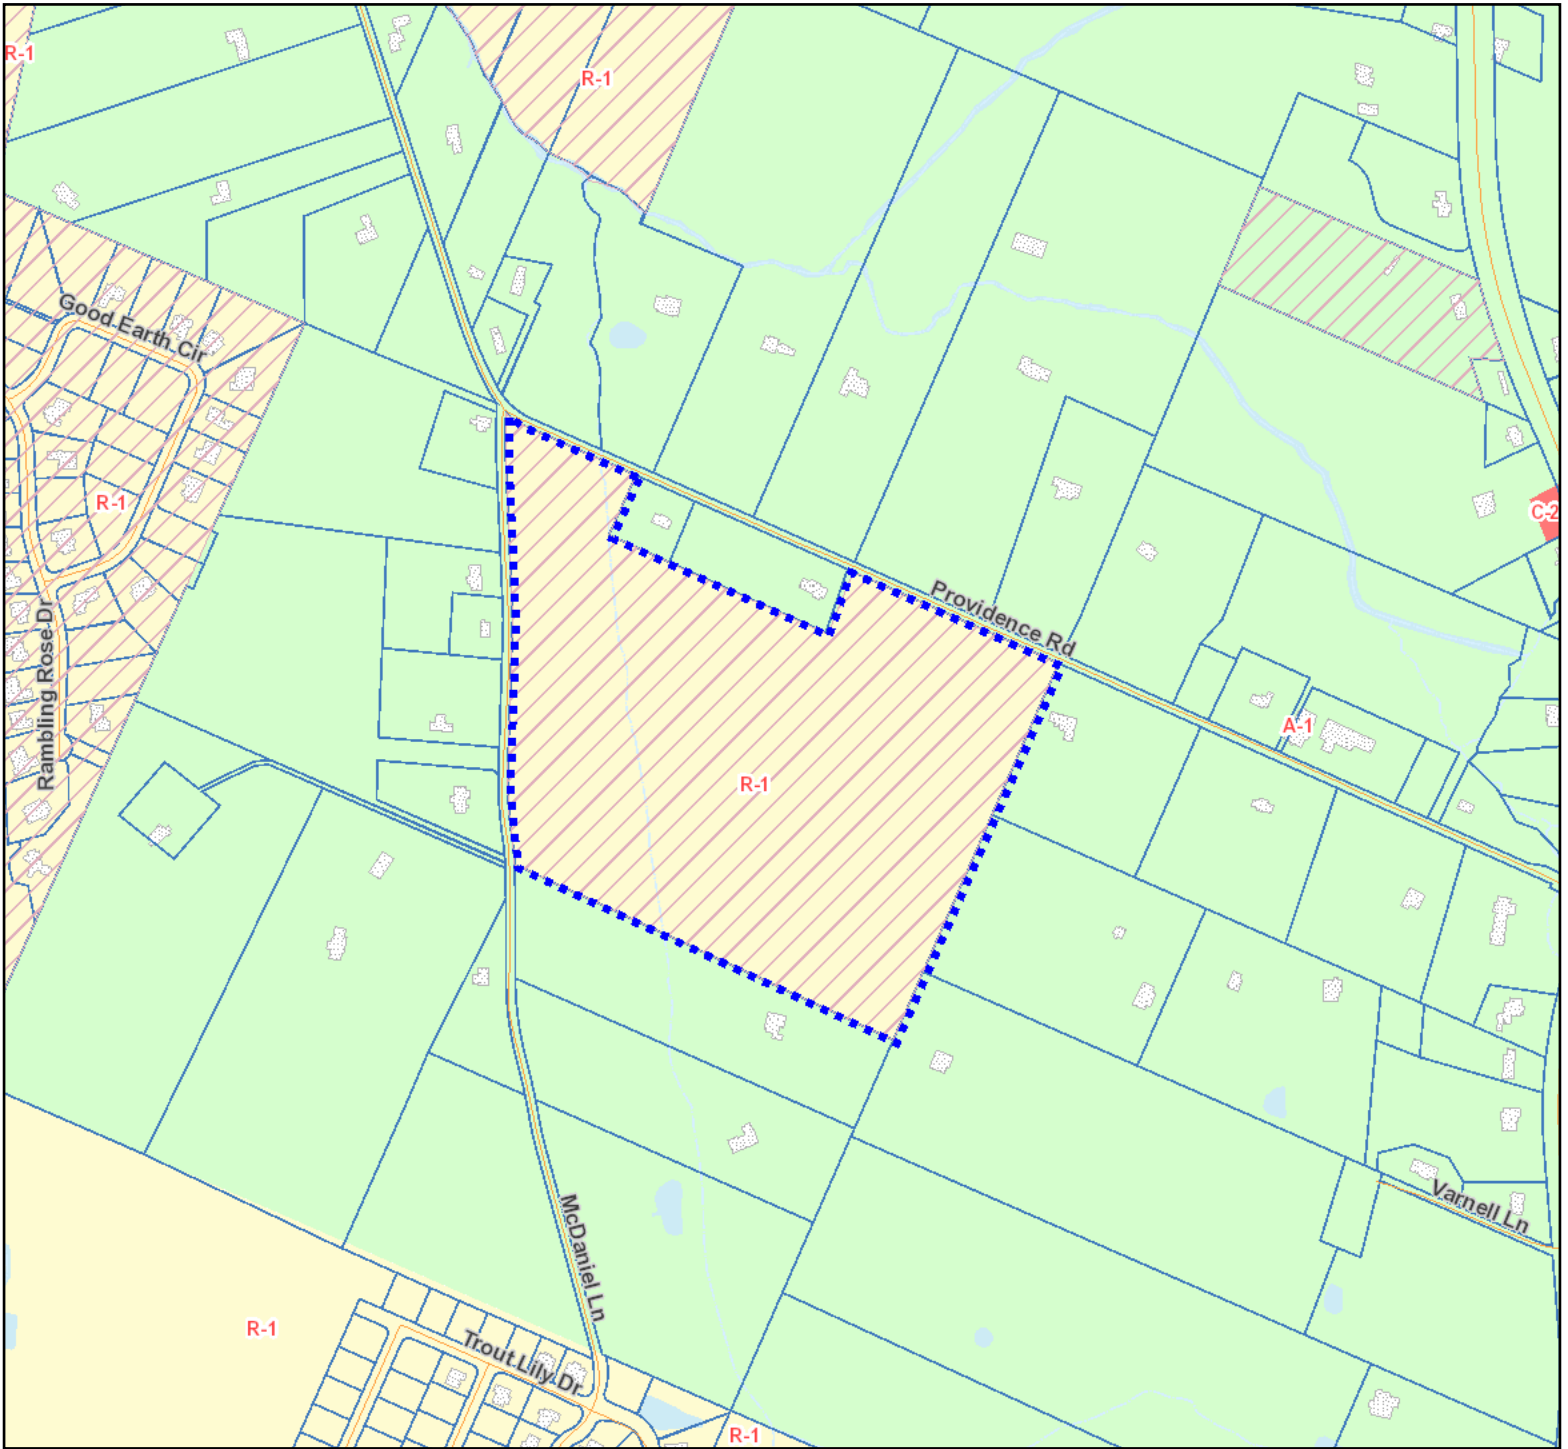 R-1
R-1
Good Earth Cir
R-1
C-2
Providence Rd
Rambling Rose Dr
A-1
R-1
Varnell Ln
McDaniel Ln
R-1
Trout Lily Dr
R-1